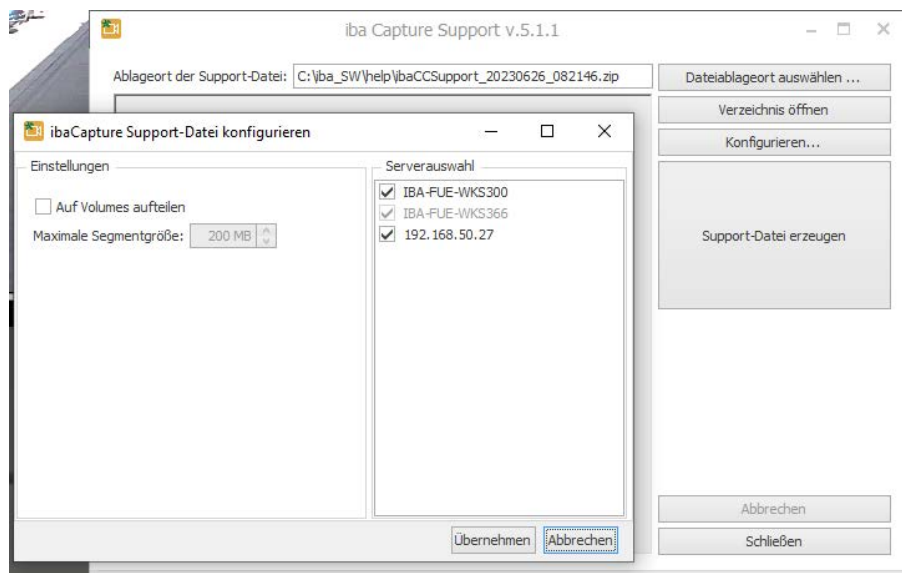 iba Capture Support v.5.1.1
Ablageort der Support-Datei: C:\iba_SW\help\ibaCCSupport_20230626_082146.zip
Dateiablageort auswählen ...
Verzeichnis öffnen
Konfigurieren...
Support-Datei erzeugen
Abbrechen
Schließen
ibaCapture Support-Datei konfigurieren
Einstellungen
Auf Volumes aufteilen
Maximale Segmentgröße: 200 MB
Serverauswahl
IBA-FUE-WKS300
IBA-FUE-WKS366
192.168.50.27
Übernehmen
Abbrechen